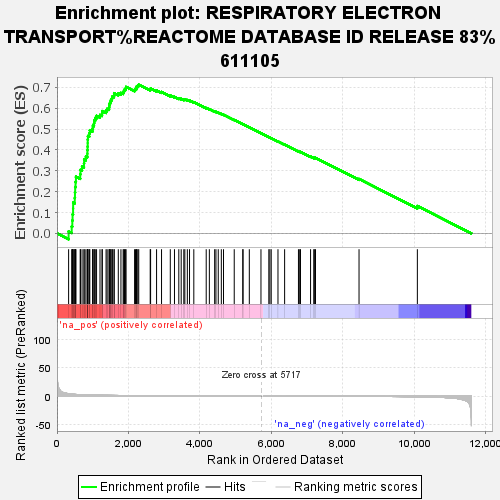 Enrichment plot: RESPIRATORY ELECTRON
TRANSPORT%REACTOME DATABASE ID RELEASE 83%
611105
Enrichment score (ES)
0.7
0.6
0.5
0.4
0.3
0.2
0.1
0.0
'na_pos' (positively correlated)
Ranked list metric (PreRanked)
100
50
0
-50
Zero cross at 5717
'na_neg' (negatively correlated)
0
2,000
4,000
6,000
8,000
10,000
12,000
Rank in Ordered Dataset
Enrichment profile
Hits
Ranking metric scores